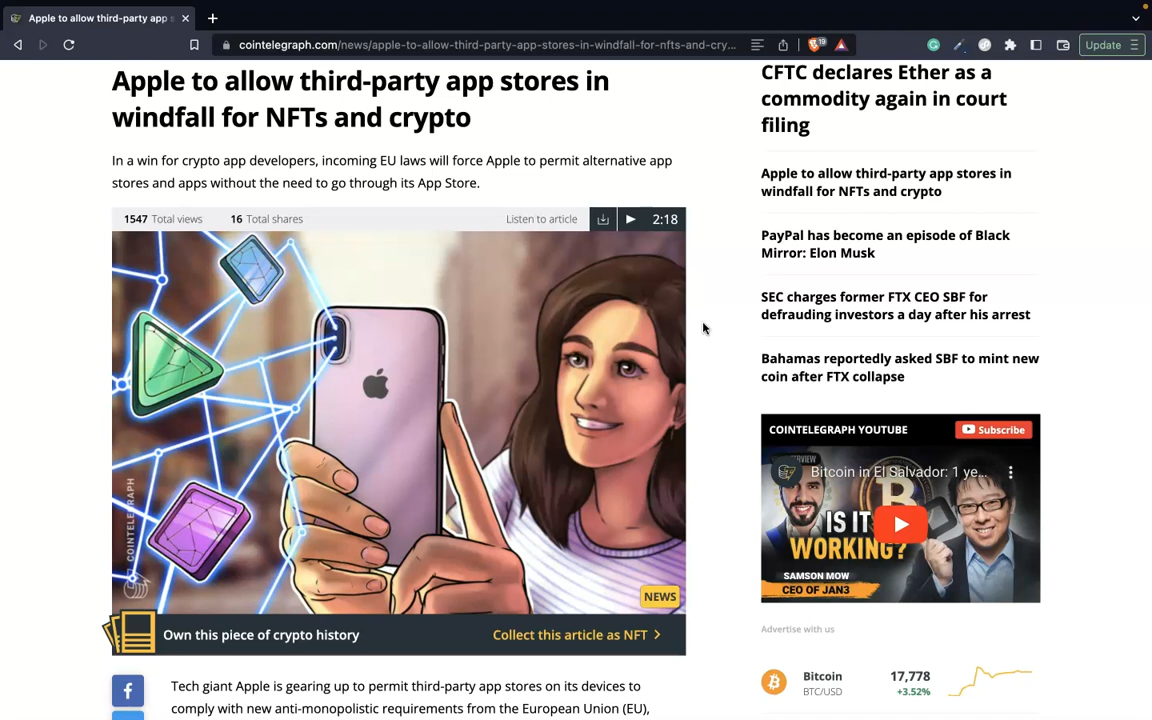 Apple to allow third-party app s
cointelegraph.com/news/apple-to-allow-third-party-app-stores-in-windfall-for-nfts-and-cry...
19
Update
Apple to allow third-party app stores in
windfall for NFTs and crypto
In a win for crypto app developers, incoming EU laws will force Apple to permit alternative app
stores and apps without the need to go through its App Store.
1547 Total views
16 Total shares
Listen to article
2:18
COINTELEGRAPH
NEWS
Own this piece of crypto history
Collect this article as NFT
Tech giant Apple is gearing up to permit third-party app stores on its devices to
comply with new anti-monopolistic requirements from the European Union (EU),
CFTC declares Ether as a
commodity again in court
filing
Apple to allow third-party app stores in
windfall for NFTs and crypto
PayPal has become an episode of Black
Mirror: Elon Musk
SEC charges former FTX CEO SBF for
defrauding investors a day after his arrest
Bahamas reportedly asked SBF to mint new
coin after FTX collapse
COINTELEGRAPH YOUTUBE
Subscribe
Bitcoin in El Salvador: 1 ye...
IS IT
WORKING?
SAMSON MOW
CEO OF JAN3
Advertise with us
Bitcoin
17,778
BTC/USD
+3.52%